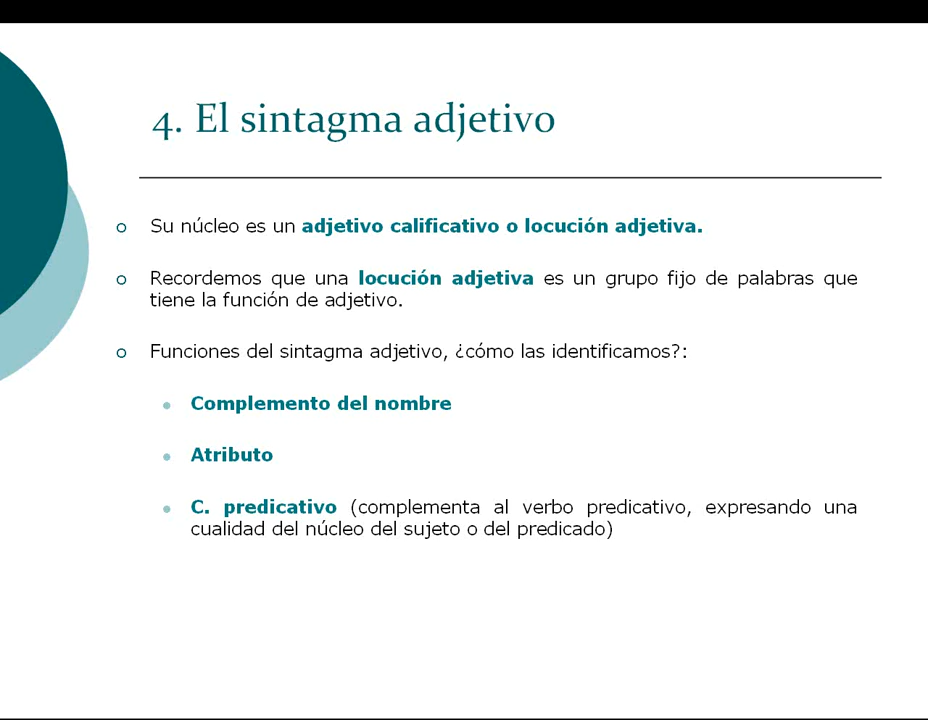 4. El sintagma adjetivo
Su núcleo es un adjetivo calificativo o locución adjetiva.
Recordemos que una locución adjetiva es un grupo fijo de palabras que
tiene la función de adjetivo.
Funciones del sintagma adjetivo, ¿cómo las identificamos?:
Complemento del nombre
Atributo
C. predicativo (complementa al verbo predicativo, expresando una
cualidad del núcleo del sujeto o del predicado)